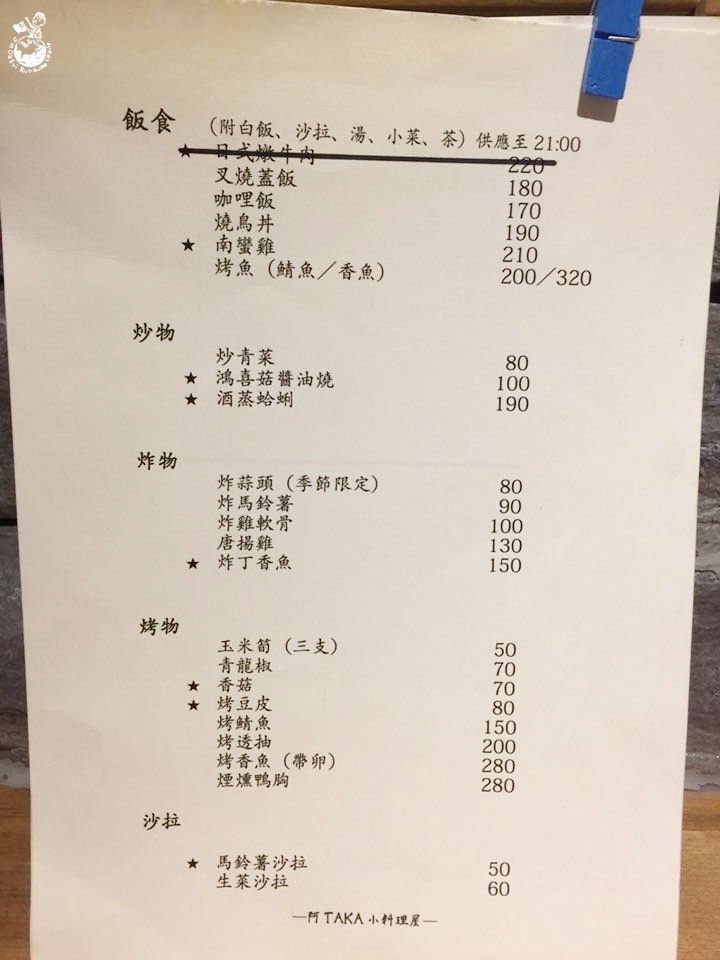 飯食 (附白飯、沙拉、湯、小菜、茶) 供應至 21:00
★ 日式燉牛肉 220
叉燒蓋飯 180
咖哩飯 170
燒鳥丼 190
★ 南蠻雞 210
烤魚 (鯖魚／香魚) 200／320
炒物
炒青菜 80
★ 鴻喜菇醬油燒 100
★ 酒蒸蛤蜊 190
炸物
炸蒜頭 (季節限定) 80
炸馬鈴薯 90
炸雞軟骨 100
唐揚雞 130
★ 炸丁香魚 150
烤物
玉米筍 (三支) 50
青龍椒 70
★ 香菇 70
★ 烤豆皮 80
烤鯖魚 150
烤透抽 200
烤香魚 (帶卵) 280
煙燻鴨胸 280
沙拉
★ 馬鈴薯沙拉 50
生菜沙拉 60
—阿 TAKA 小料理屋—